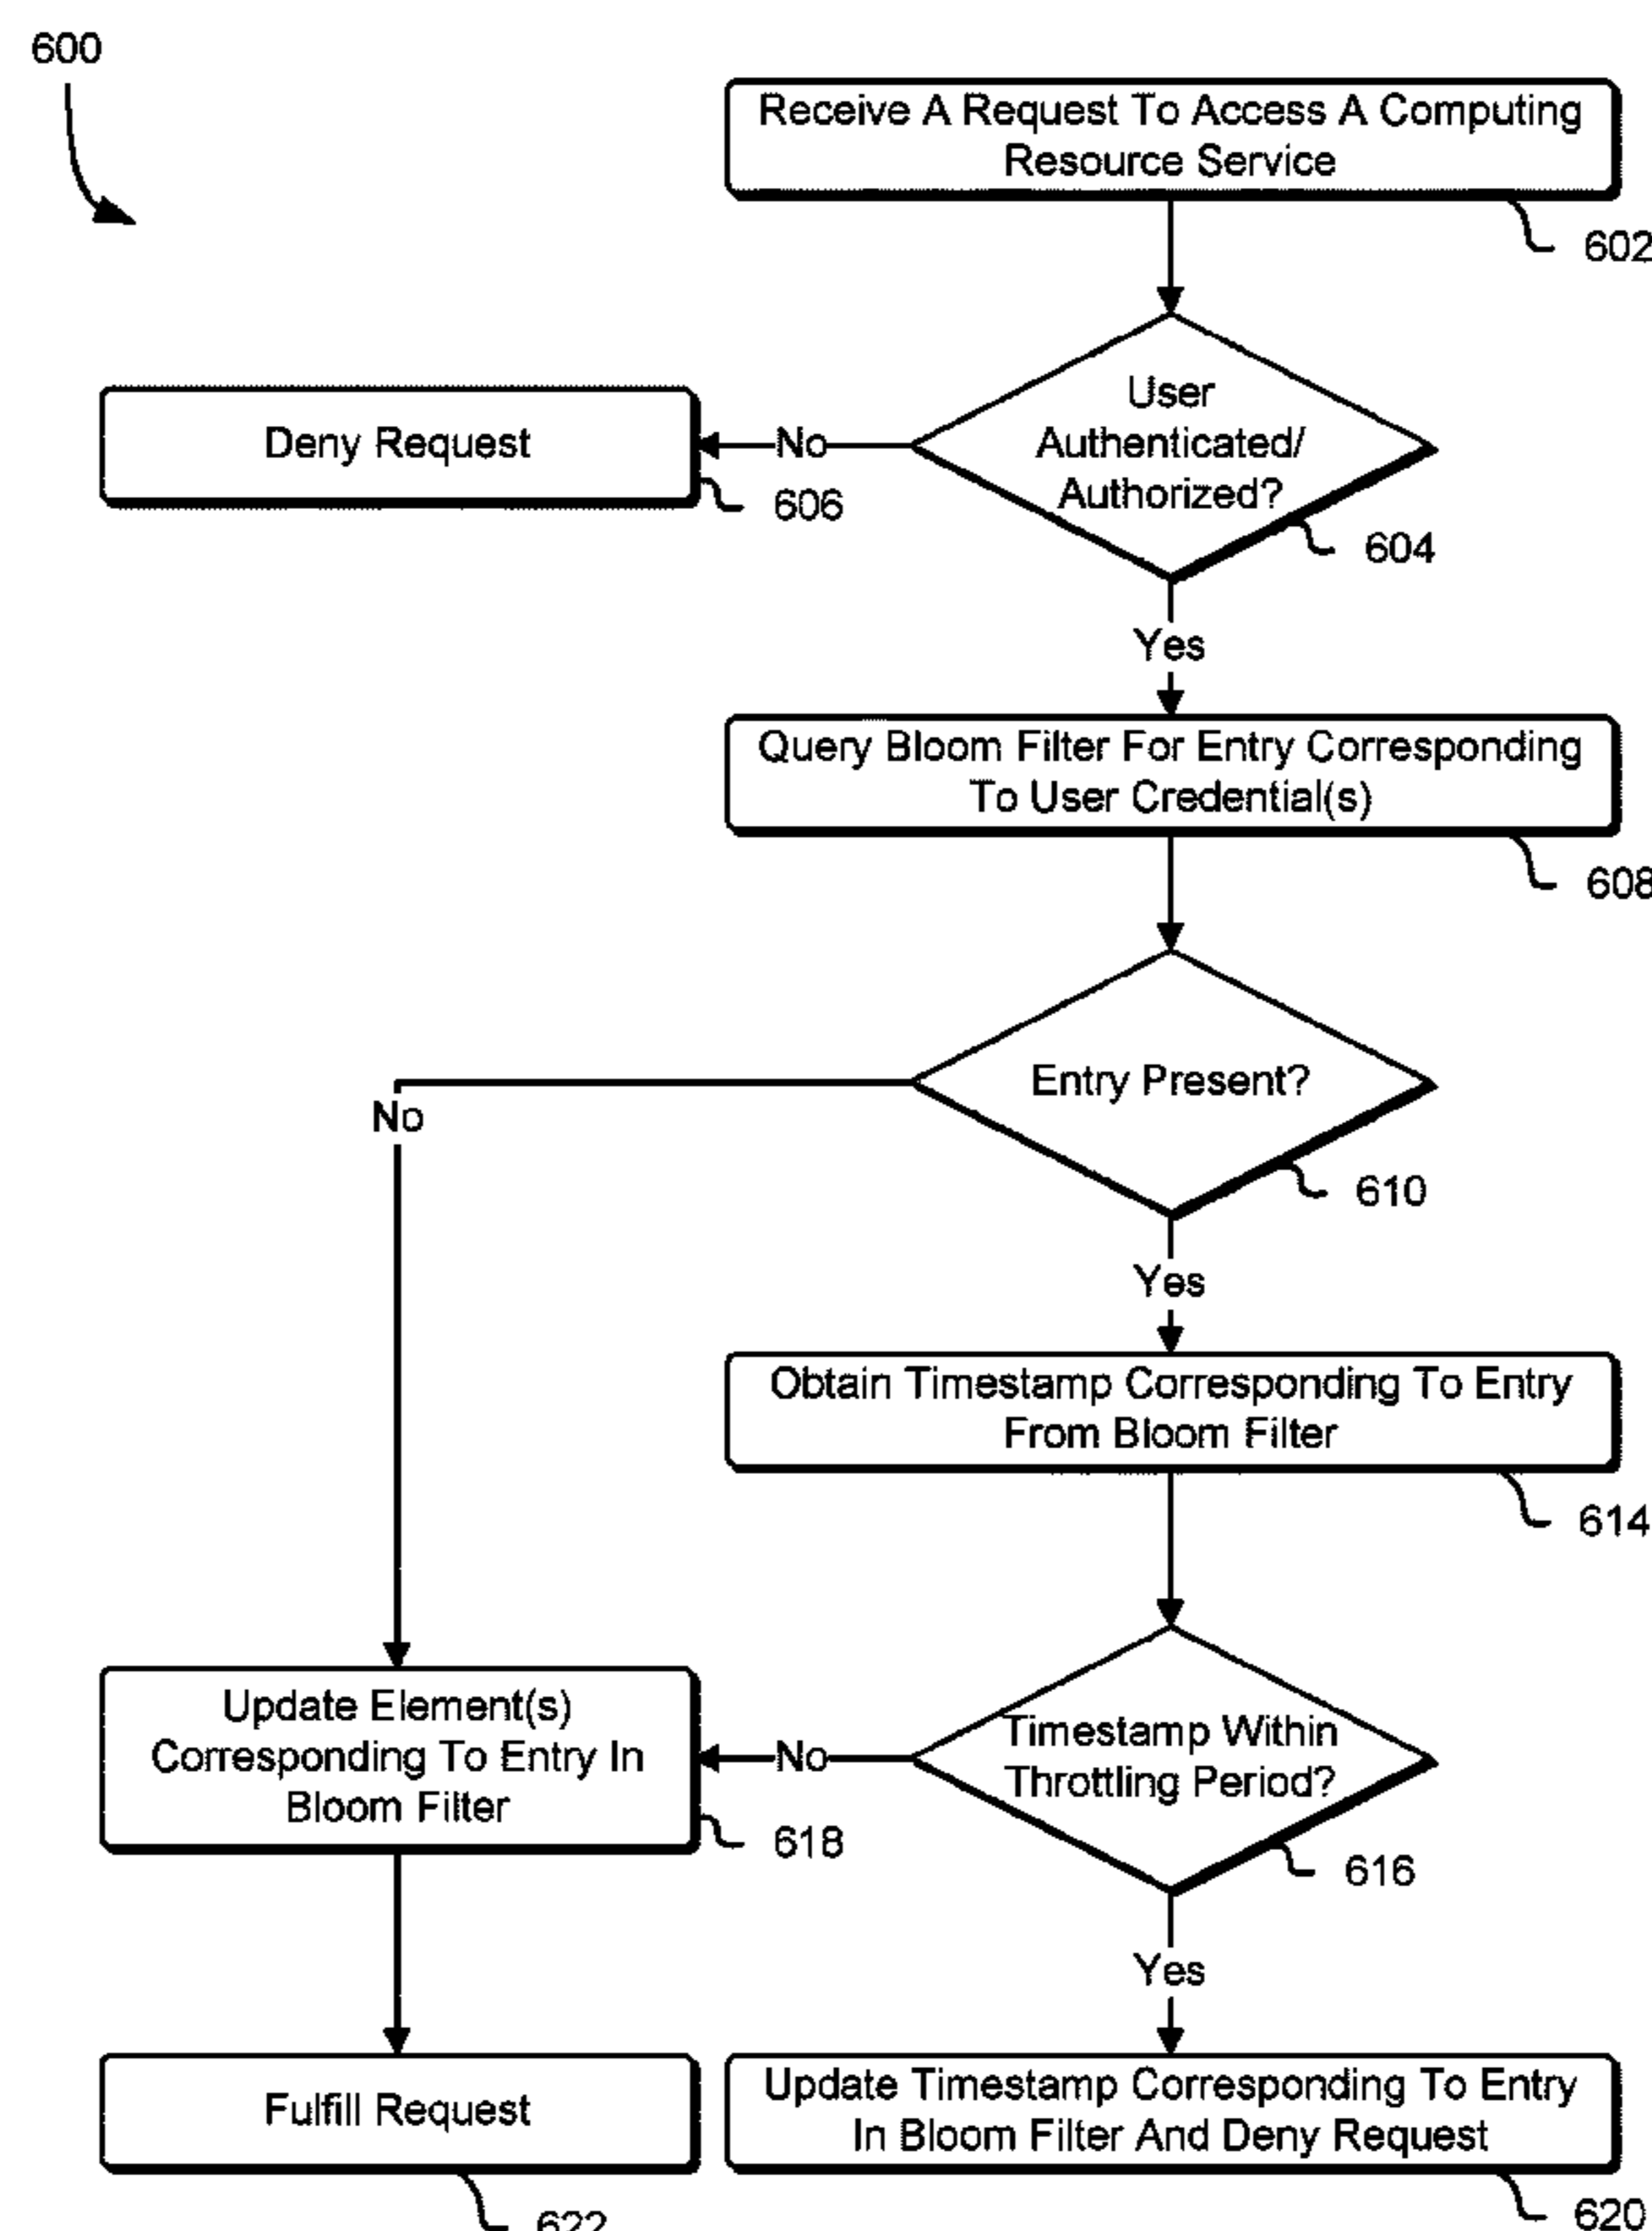 600
Receive A Request To Access A Computing
Resource Service
602
User
Authenticated/
Authorized?
604
No
Deny Request
606
Yes
Query Bloom Filter For Entry Corresponding
To User Credential(s)
608
Entry Present?
610
No
Yes
Obtain Timestamp Corresponding To Entry
From Bloom Filter
614
Timestamp Within
Throttling Period?
616
No
Update Element(s)
Corresponding To Entry In
Bloom Filter
618
Yes
Fulfill Request
622
Update Timestamp Corresponding To Entry
In Bloom Filter And Deny Request
620